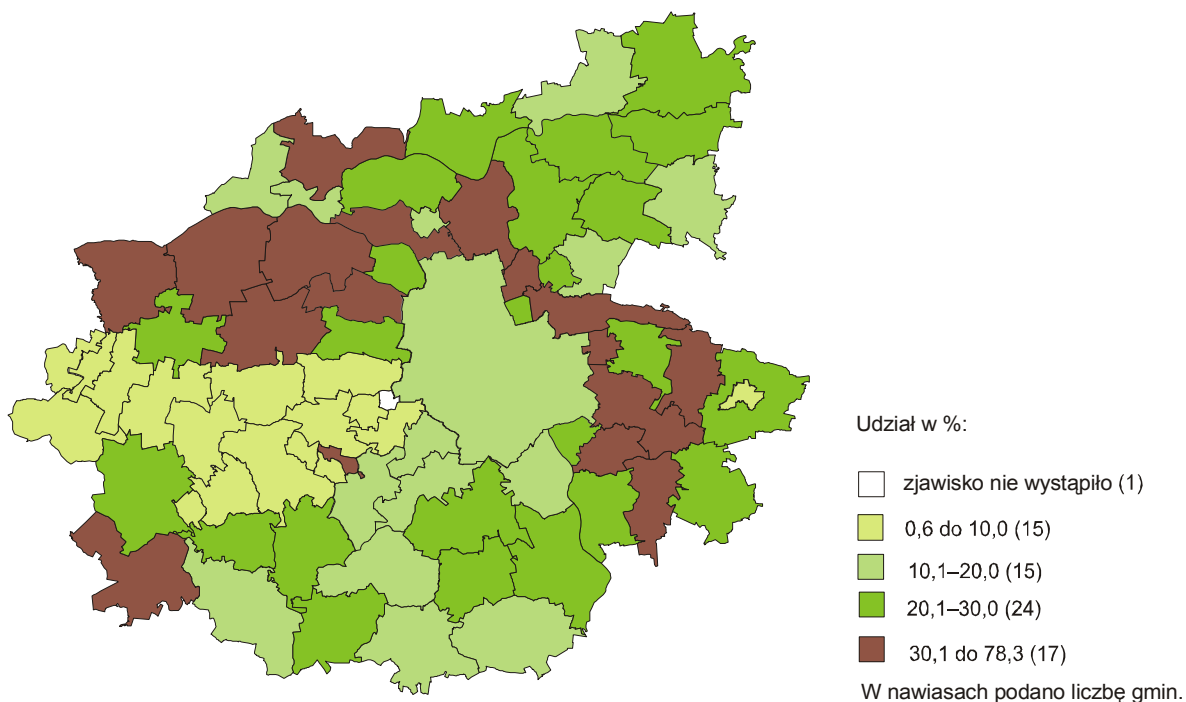 Udział w %:
zjawisko nie wystąpiło (1)
0,6 do 10,0 (15)
10,1–20,0 (15)
20,1–30,0 (24)
30,1 do 78,3 (17)
W nawiasach podano liczbę gmin.